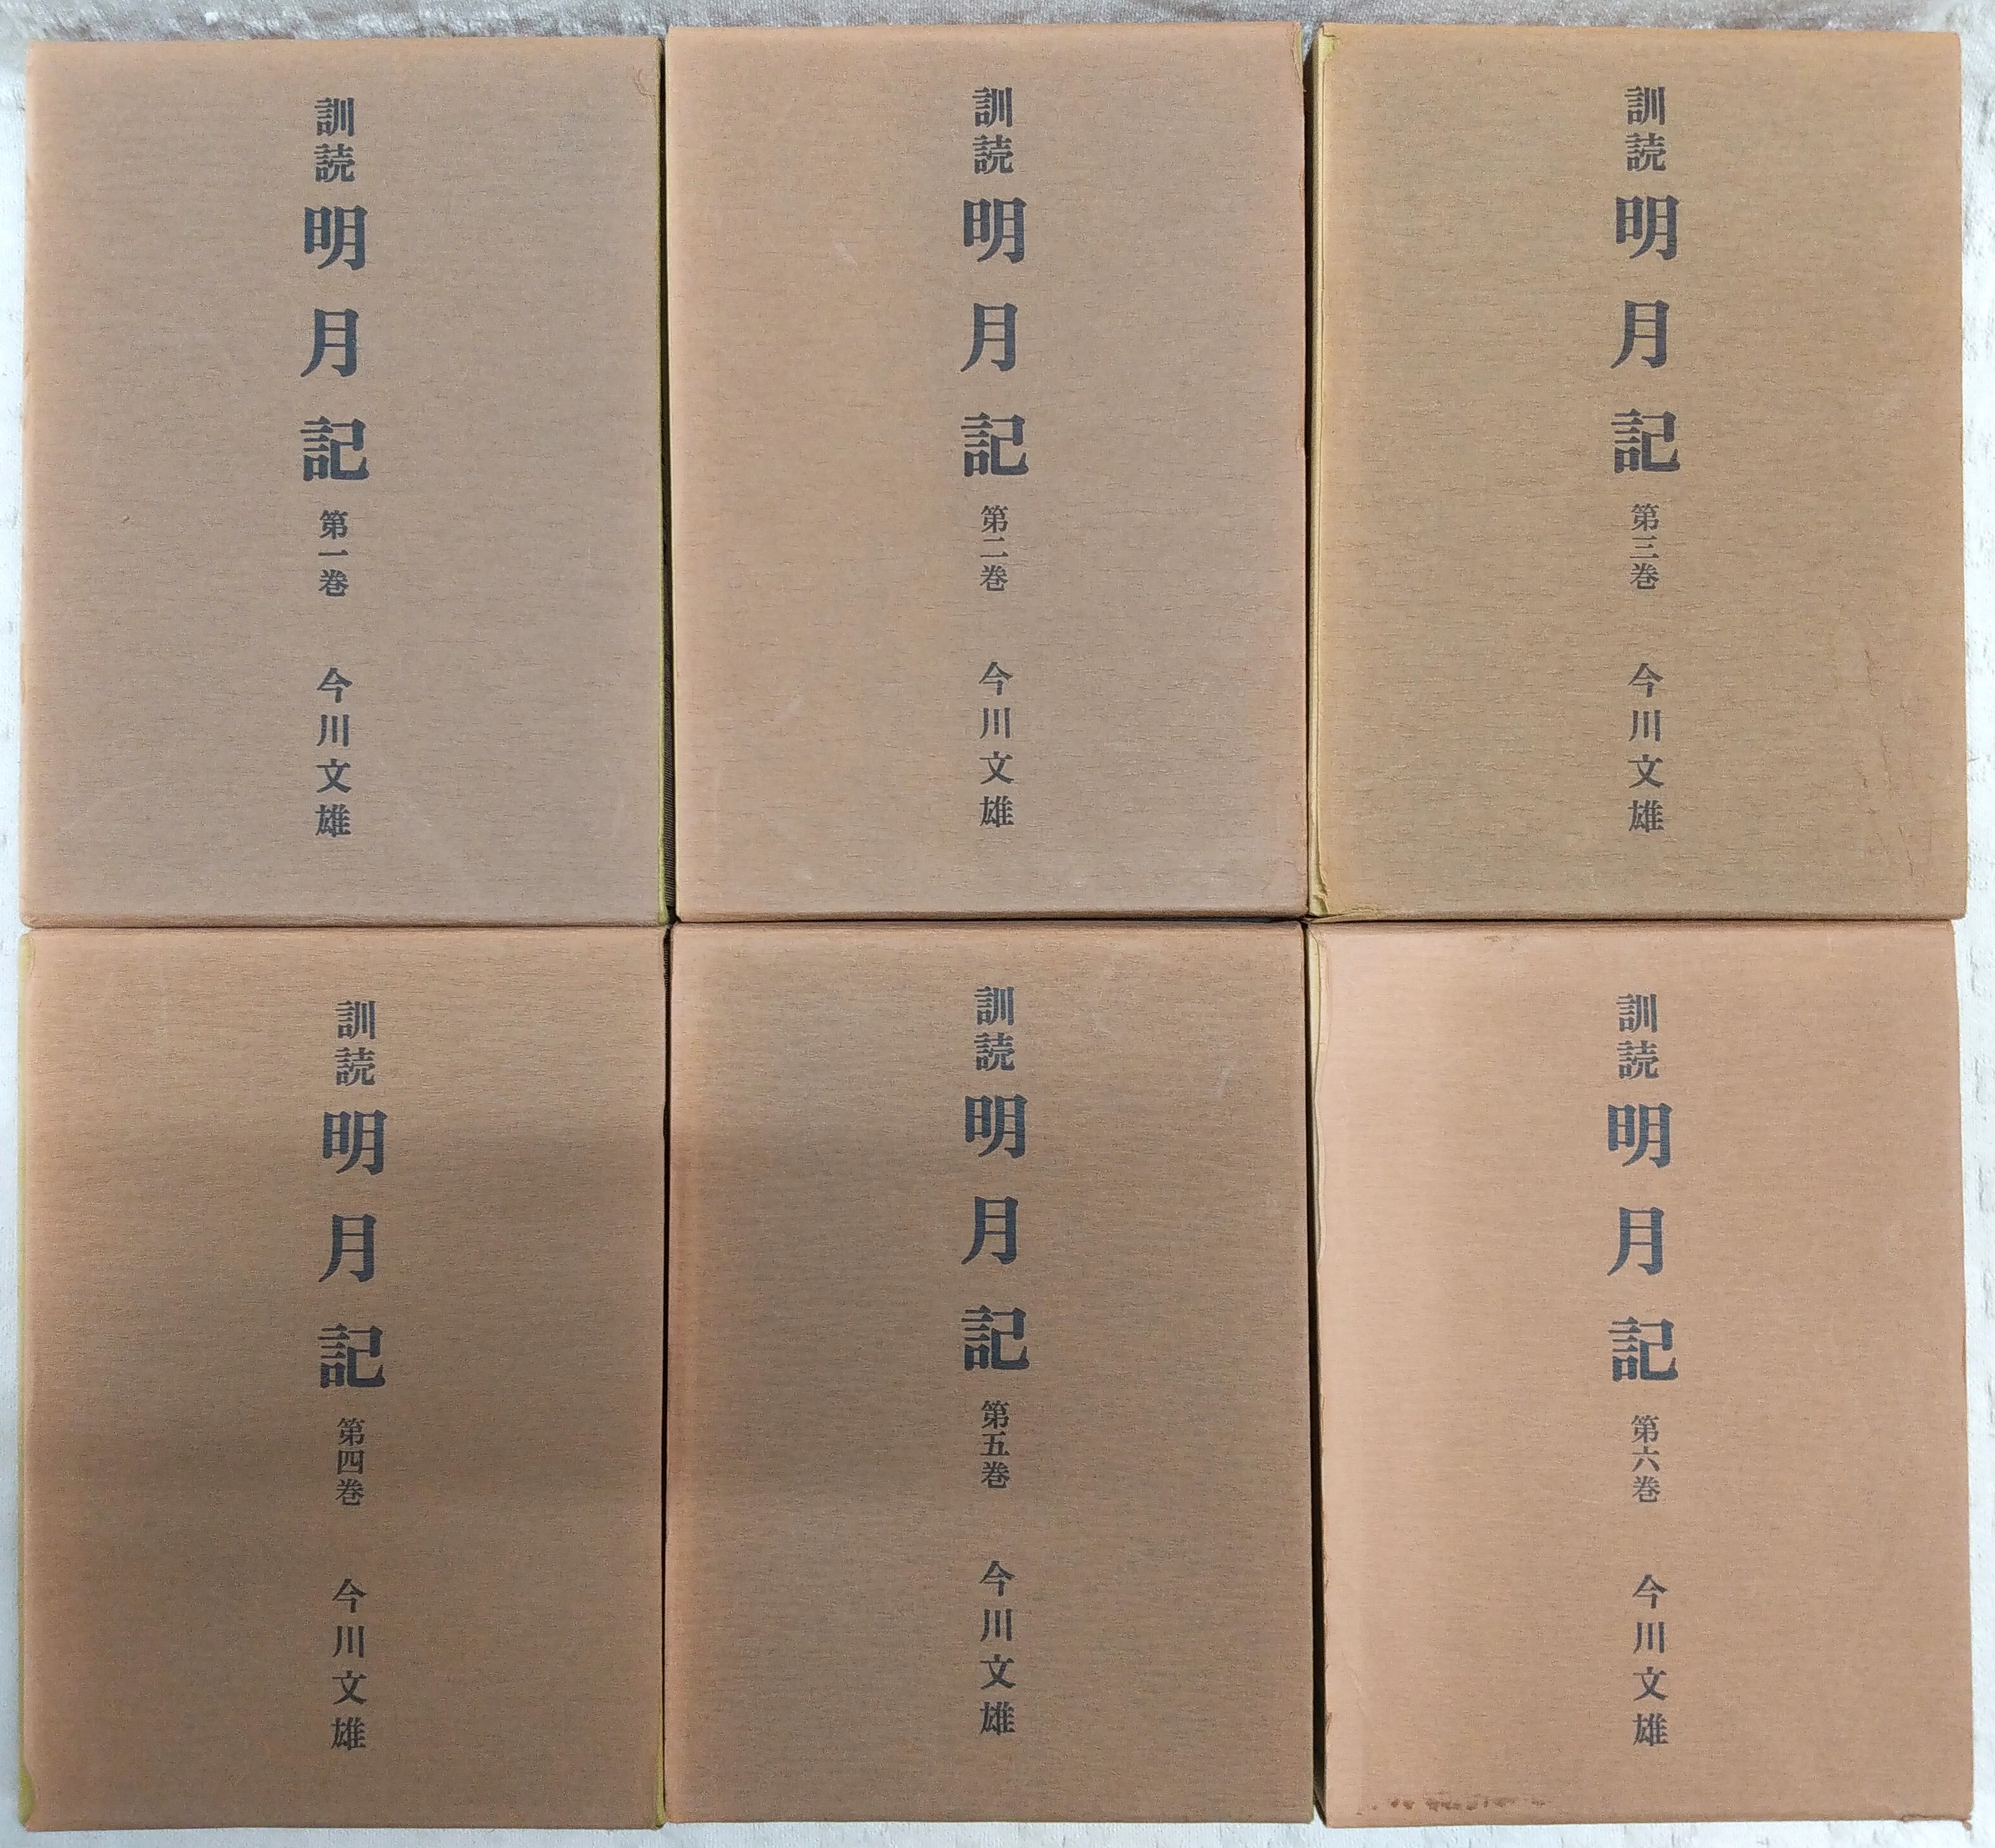 訓読 明月記 第一巻 今川文雄
訓読 明月記 第二巻 今川文雄
訓読 明月記 第三巻 今川文雄
訓読 明月記 第四巻 今川文雄
訓読 明月記 第五巻 今川文雄
訓読 明月記 第六巻 今川文雄